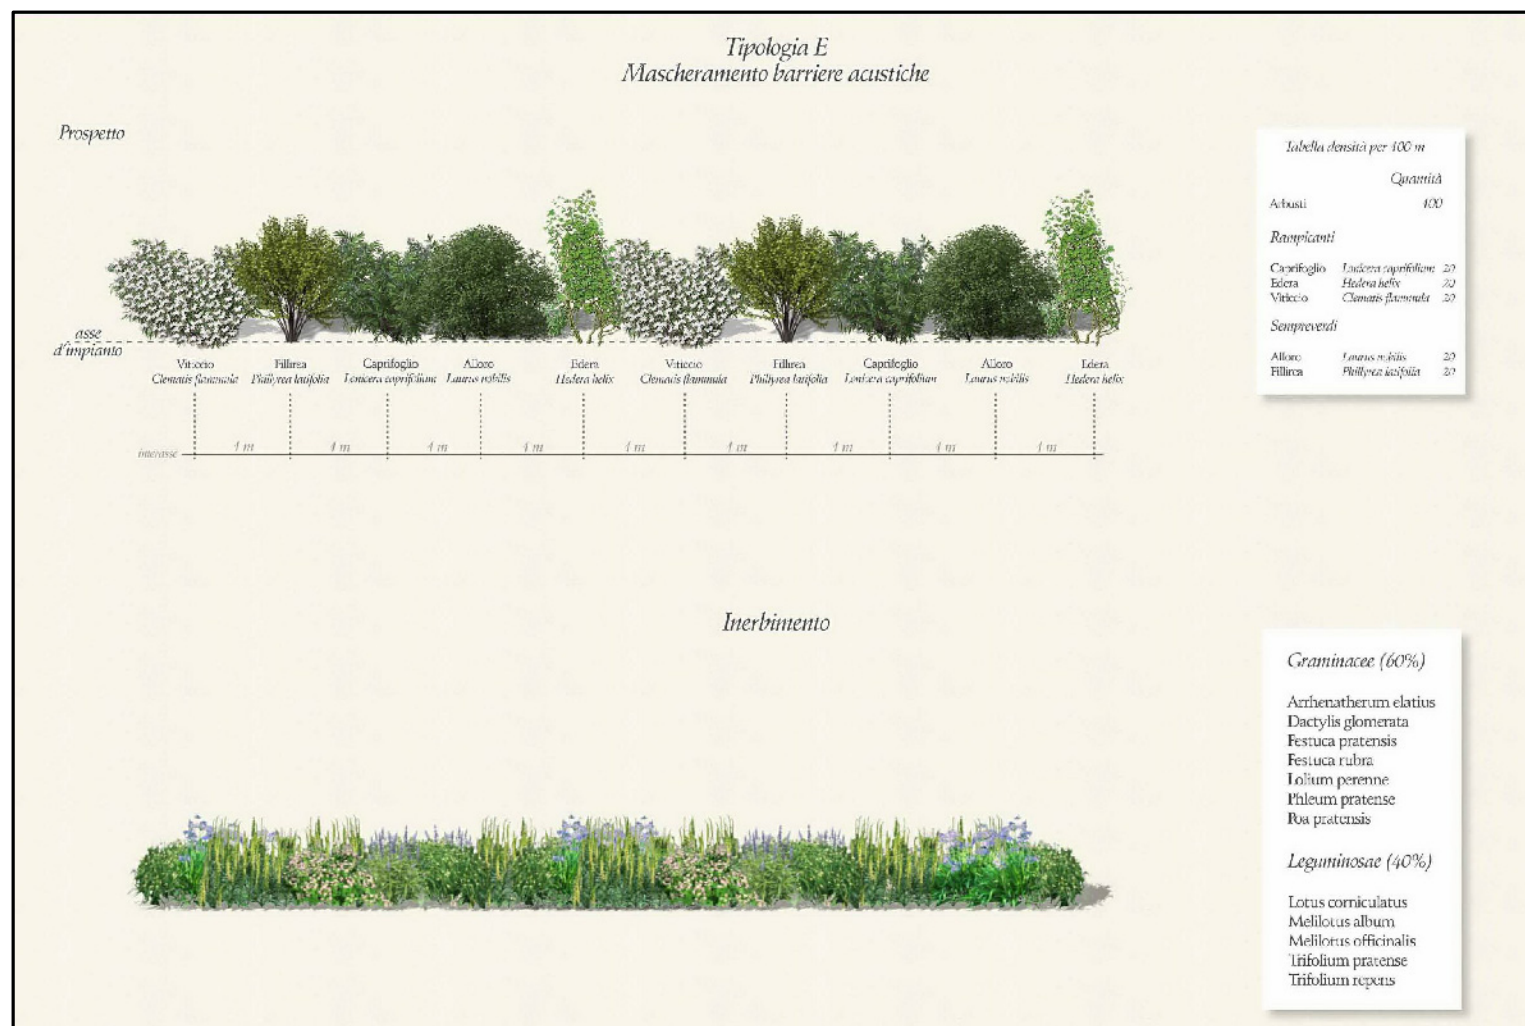 Tipologia E
Mascheramento barriere acustiche
Prospetto
asse
d'impianto
Viticcio Fillirea Caprifoglio Alloro Edera Viticcio Fillirea Caprifoglio Alloro Edera
Clematis flammula Phillyrea latifolia Lonicera caprifolium Laurus nobilis Hedera helix Clematis flammula Phillyrea latifolia Lonicera caprifolium Laurus nobilis Hedera helix
interasse 1 m 1 m 1 m 1 m 1 m 1 m 1 m 1 m 1 m
Tabella densità per 100 m
Quantità
Arbusti 100
Rampicanti
Caprifoglio Lonicera caprifolium 20
Edera Hedera helix 20
Viticcio Clematis flammula 20
Sempreverdi
Alloro Laurus nobilis 20
Fillirea Phillyrea latifolia 20
Inerbimento
Graminacee (60%)
Arrhenatherum elatius
Dactylis glomerata
Festuca pratensis
Festuca rubra
Lolium perenne
Phleum pratense
Poa pratensis
Leguminosae (40%)
Lotus corniculatus
Melilotus album
Melilotus officinalis
Trifolium pratense
Trifolium repens